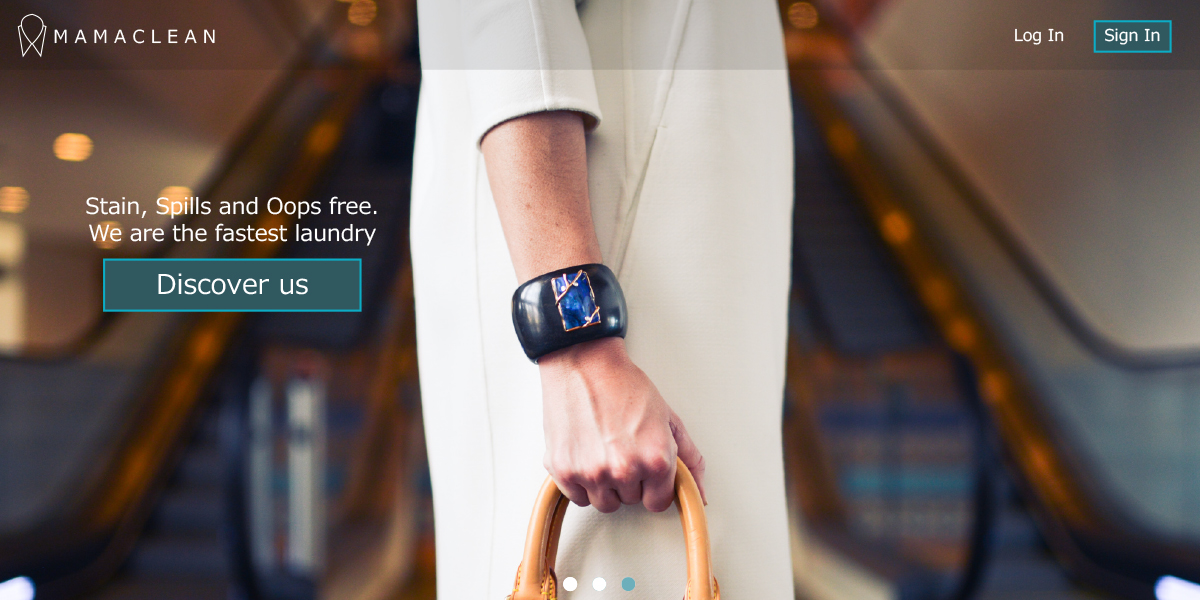 MAMACLEAN
Log In
Sign In
Stain, Spills and Oops free.
We are the fastest laundry
Discover us